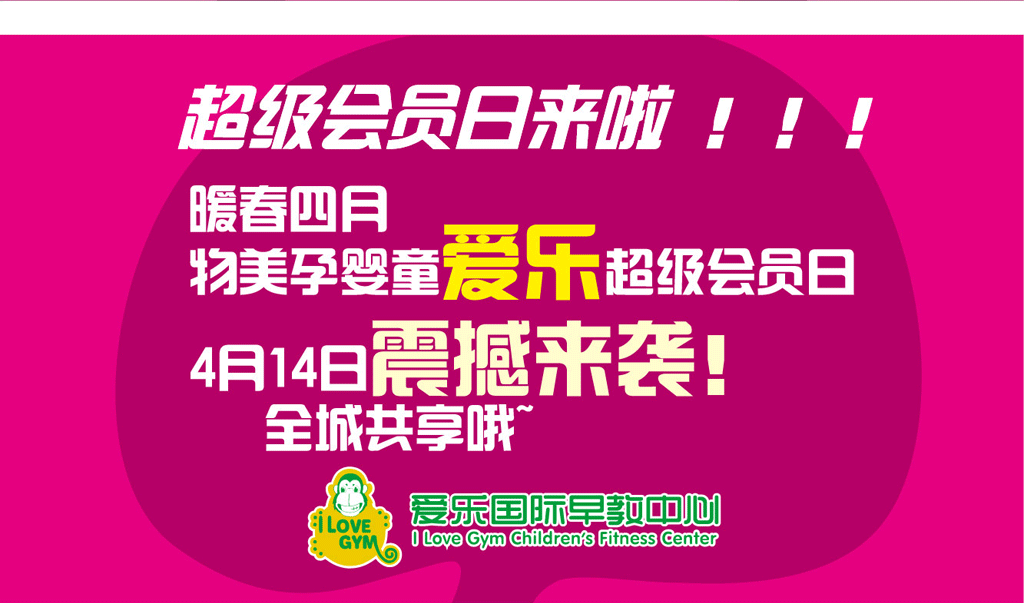 超级会员日来啦！！！
暖春四月
物美孕婴童爱乐超级会员日
4月14日震撼来袭!
全城共享哦~
I LOVE
GYM
爱乐国际早教中心
I Love Gym Children's Fitness Center